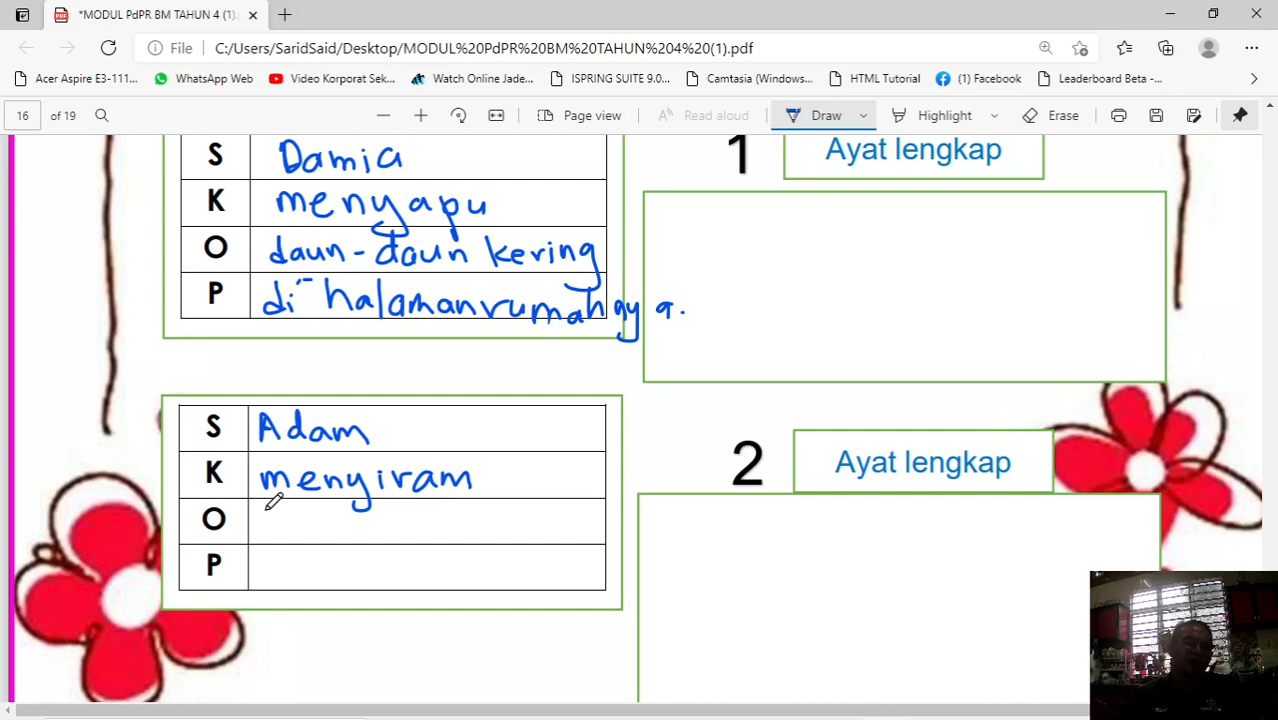 *MODUL PdPR BM TAHUN 4 (1).
File C:/Users/SaridSaid/Desktop/MODUL%20PdPR%20BM%20TAHUN%204%20(1).pdf
Acer Aspire E3-111... WhatsApp Web Video Korporat Sek... Watch Online Jade... ISPRING SUITE 9.0... Camtasia (Windows... HTML Tutorial (1) Facebook Leaderboard Beta -...
16 of 19 Page view Read aloud Draw Highlight Erase
S Damia
K menyapu
O daun-daun kering
P di halamanrumahnya.
1 Ayat lengkap
S Adam
K menyiram
O
P
2 Ayat lengkap